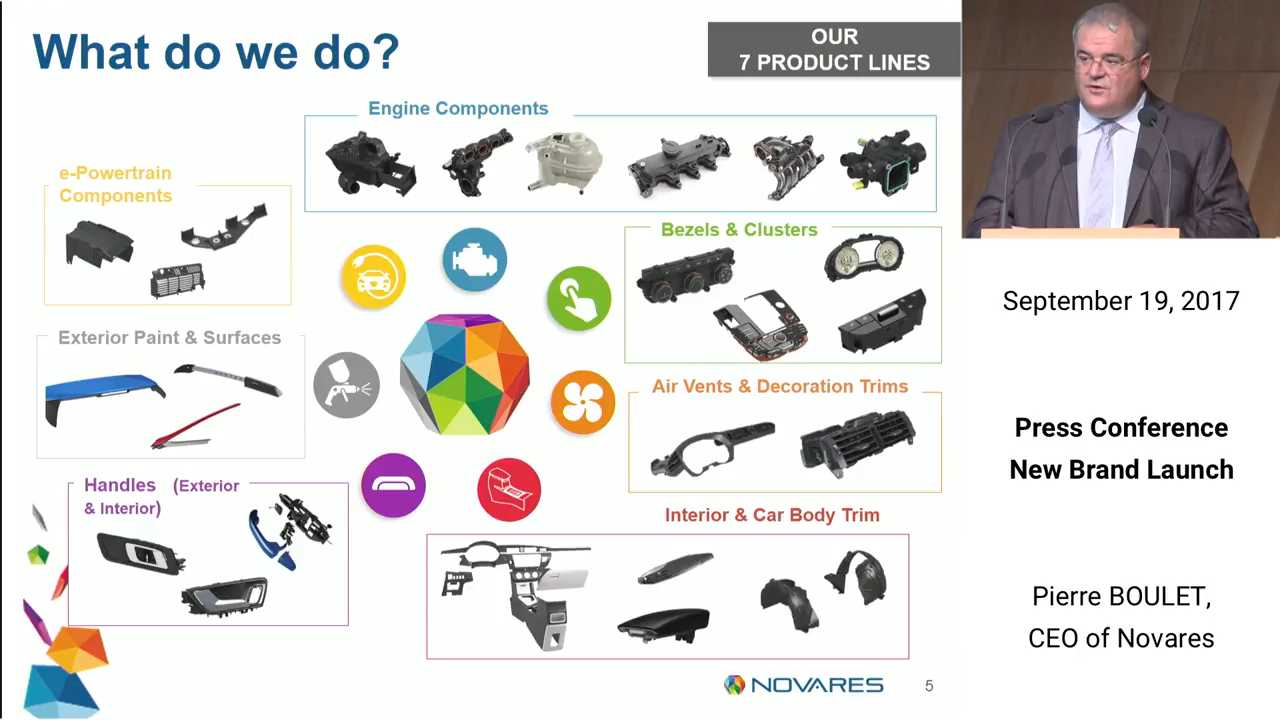 What do we do?
OUR
7 PRODUCT LINES
Engine Components
e-Powertrain
Components
Bezels & Clusters
Exterior Paint & Surfaces
Air Vents & Decoration Trims
Handles (Exterior
& Interior)
Interior & Car Body Trim
NOVARES
5
September 19, 2017
Press Conference
New Brand Launch
Pierre BOULET,
CEO of Novares